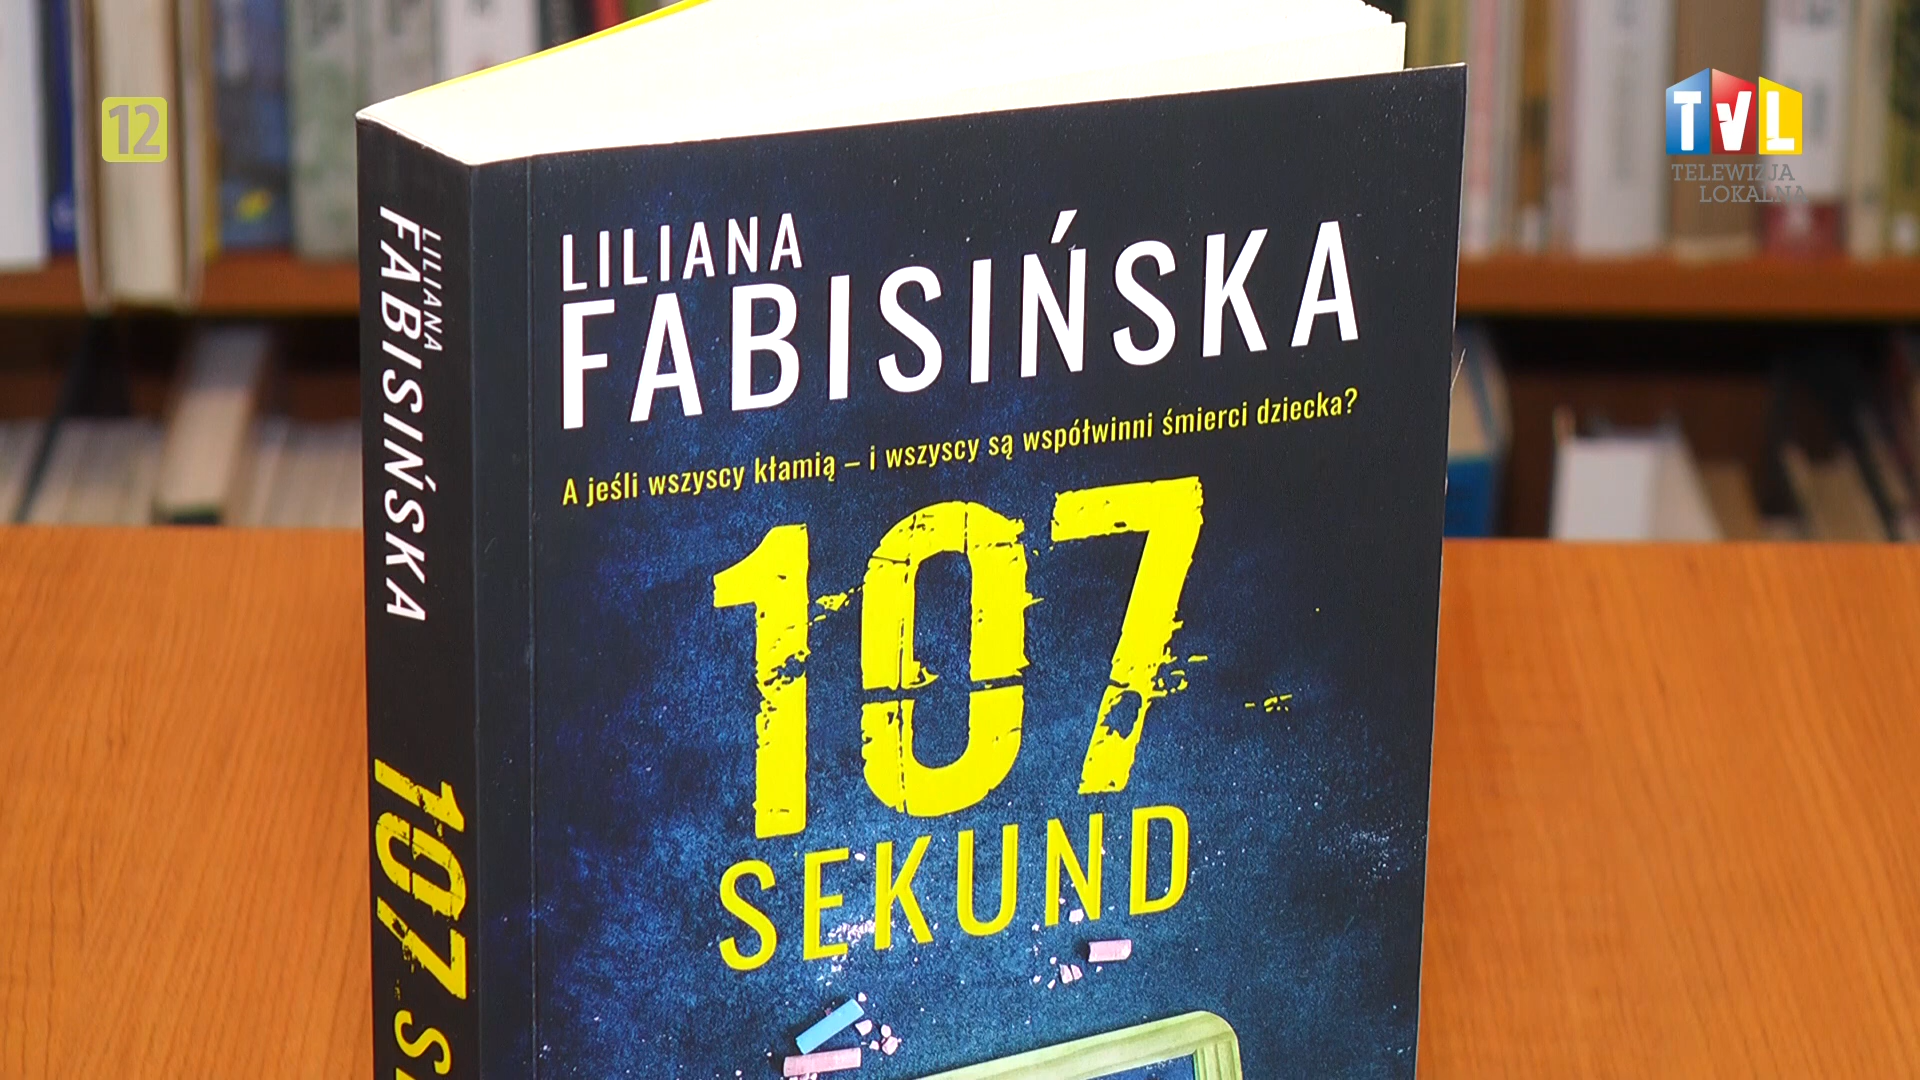 12
TVL
TELEWIZJA
LOKALNA
LILIANA
FABISIŃSKA
A jeśli wszyscy kłamią – i wszyscy są współwinni śmierci dziecka?
107
SEKUND
LILIANA
FABISIŃSKA
107